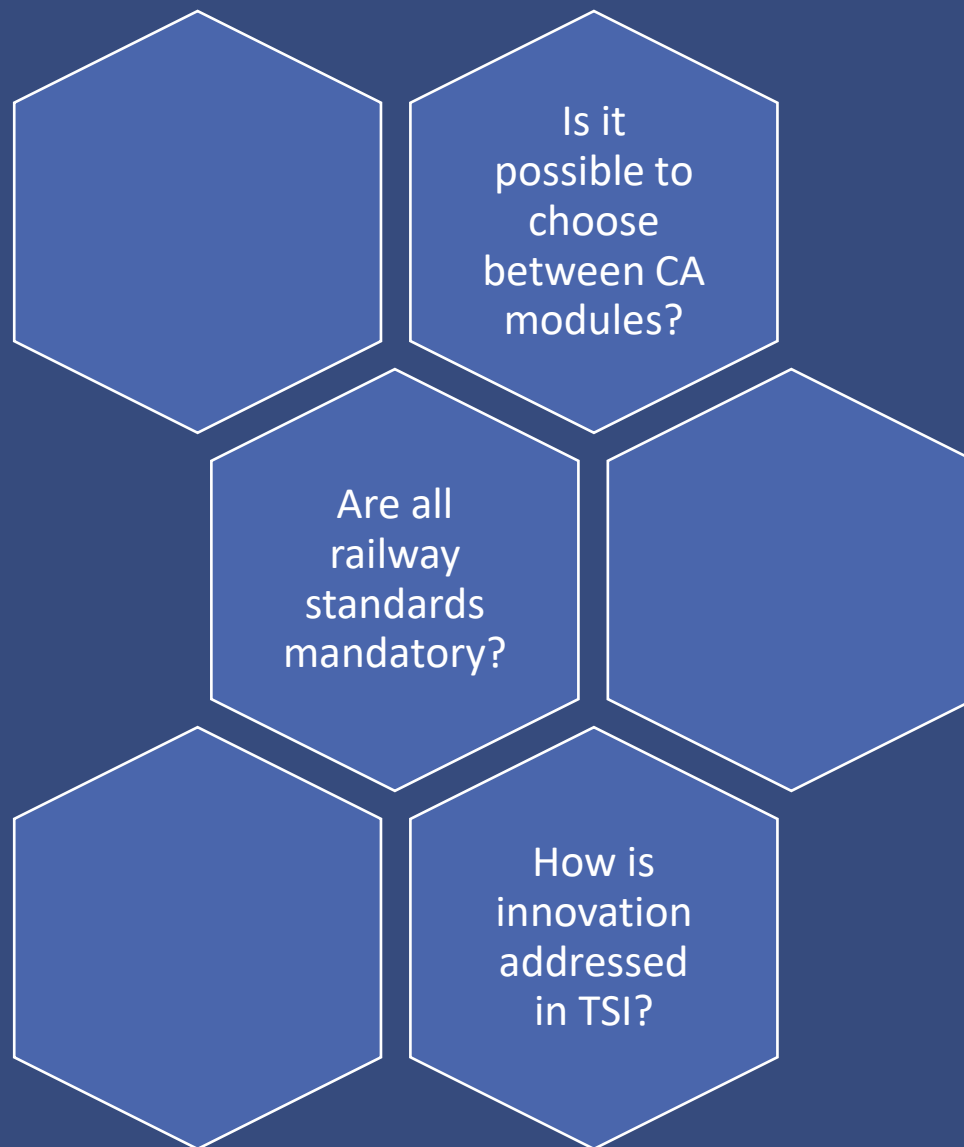 Is it
possible to
choose
between CA
modules?
Are all
railway
standards
mandatory?
How is
innovation
addressed
in TSI?